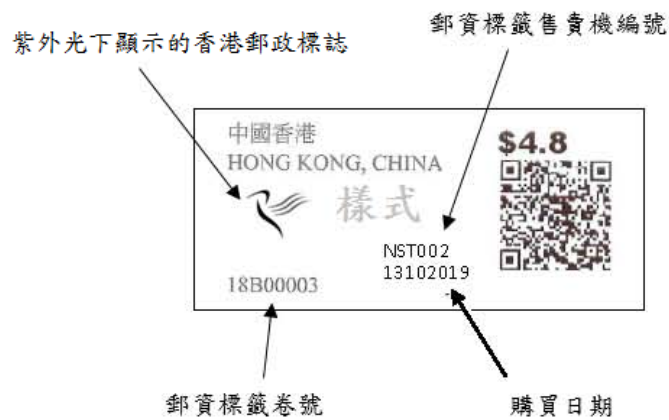 紫外光下顯示的香港郵政標誌
郵資標籤售賣機編號
中國香港
HONG KONG, CHINA
樣式
$4.8
NST002
13102019
18B00003
郵資標籤卷號
購買日期